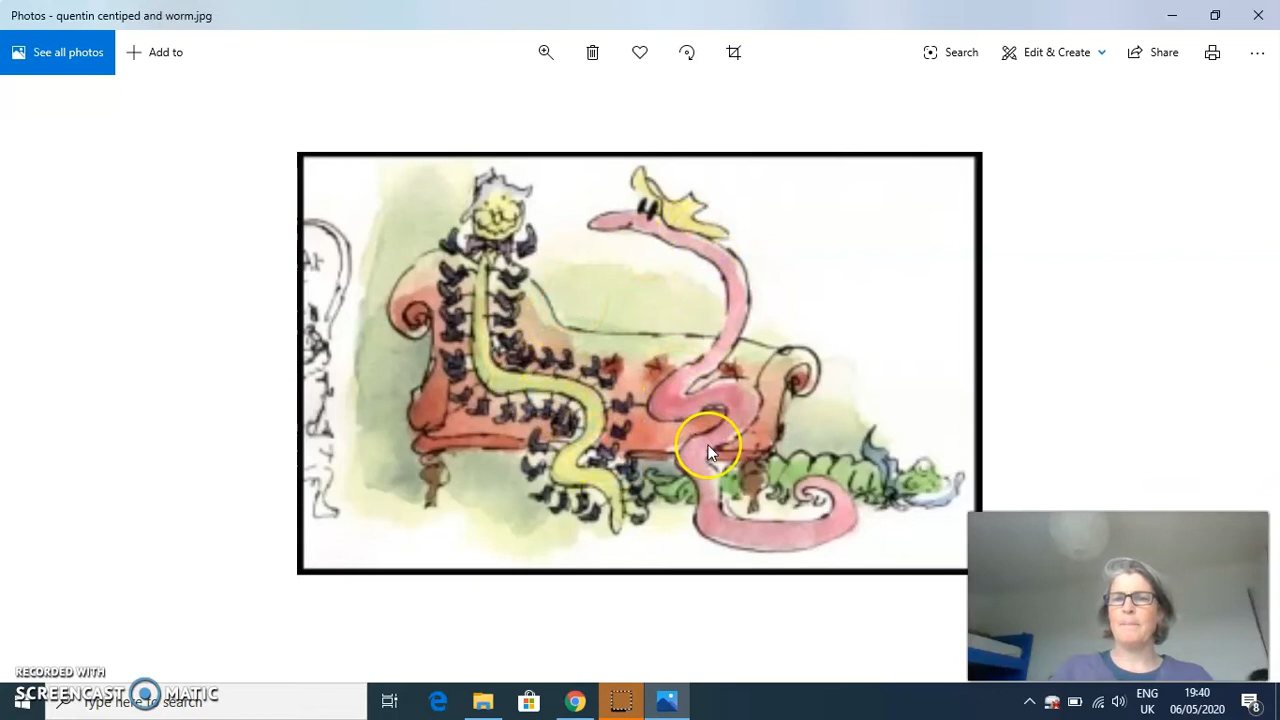 Photos - quentin centiped and worm.jpg
See all photos
Add to
Search
Edit & Create
Share
RECORDED WITH
SCREENCAST MATIC
Type here to search
ENG
UK
19:40
06/05/2020
8